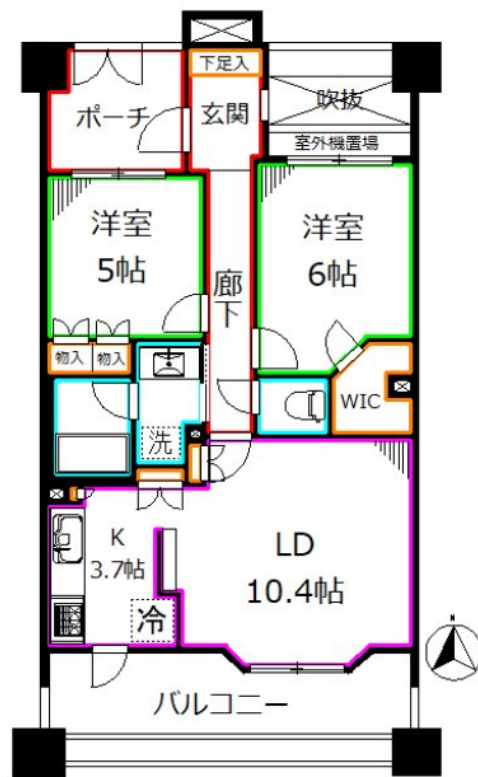 下足入
ポーチ
玄関
吹抜
室外機置場
洋室
5帖
洋室
6帖
廊下
物入
物入
WIC
洗
K
3.7帖
LD
10.4帖
冷
バルコニー
N